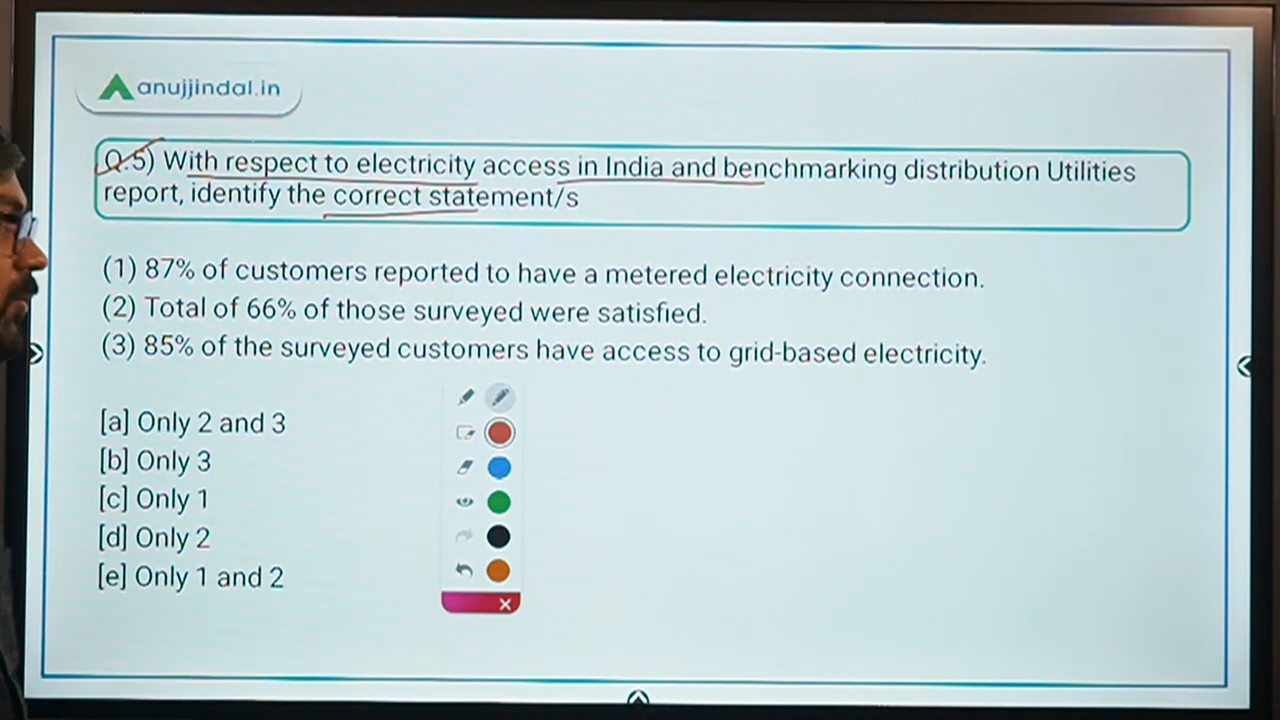 anujjindal.in
Q.5) With respect to electricity access in India and benchmarking distribution Utilities
report, identify the correct statement/s
(1) 87% of customers reported to have a metered electricity connection.
(2) Total of 66% of those surveyed were satisfied.
(3) 85% of the surveyed customers have access to grid-based electricity.
[a] Only 2 and 3
[b] Only 3
[c] Only 1
[d] Only 2
[e] Only 1 and 2